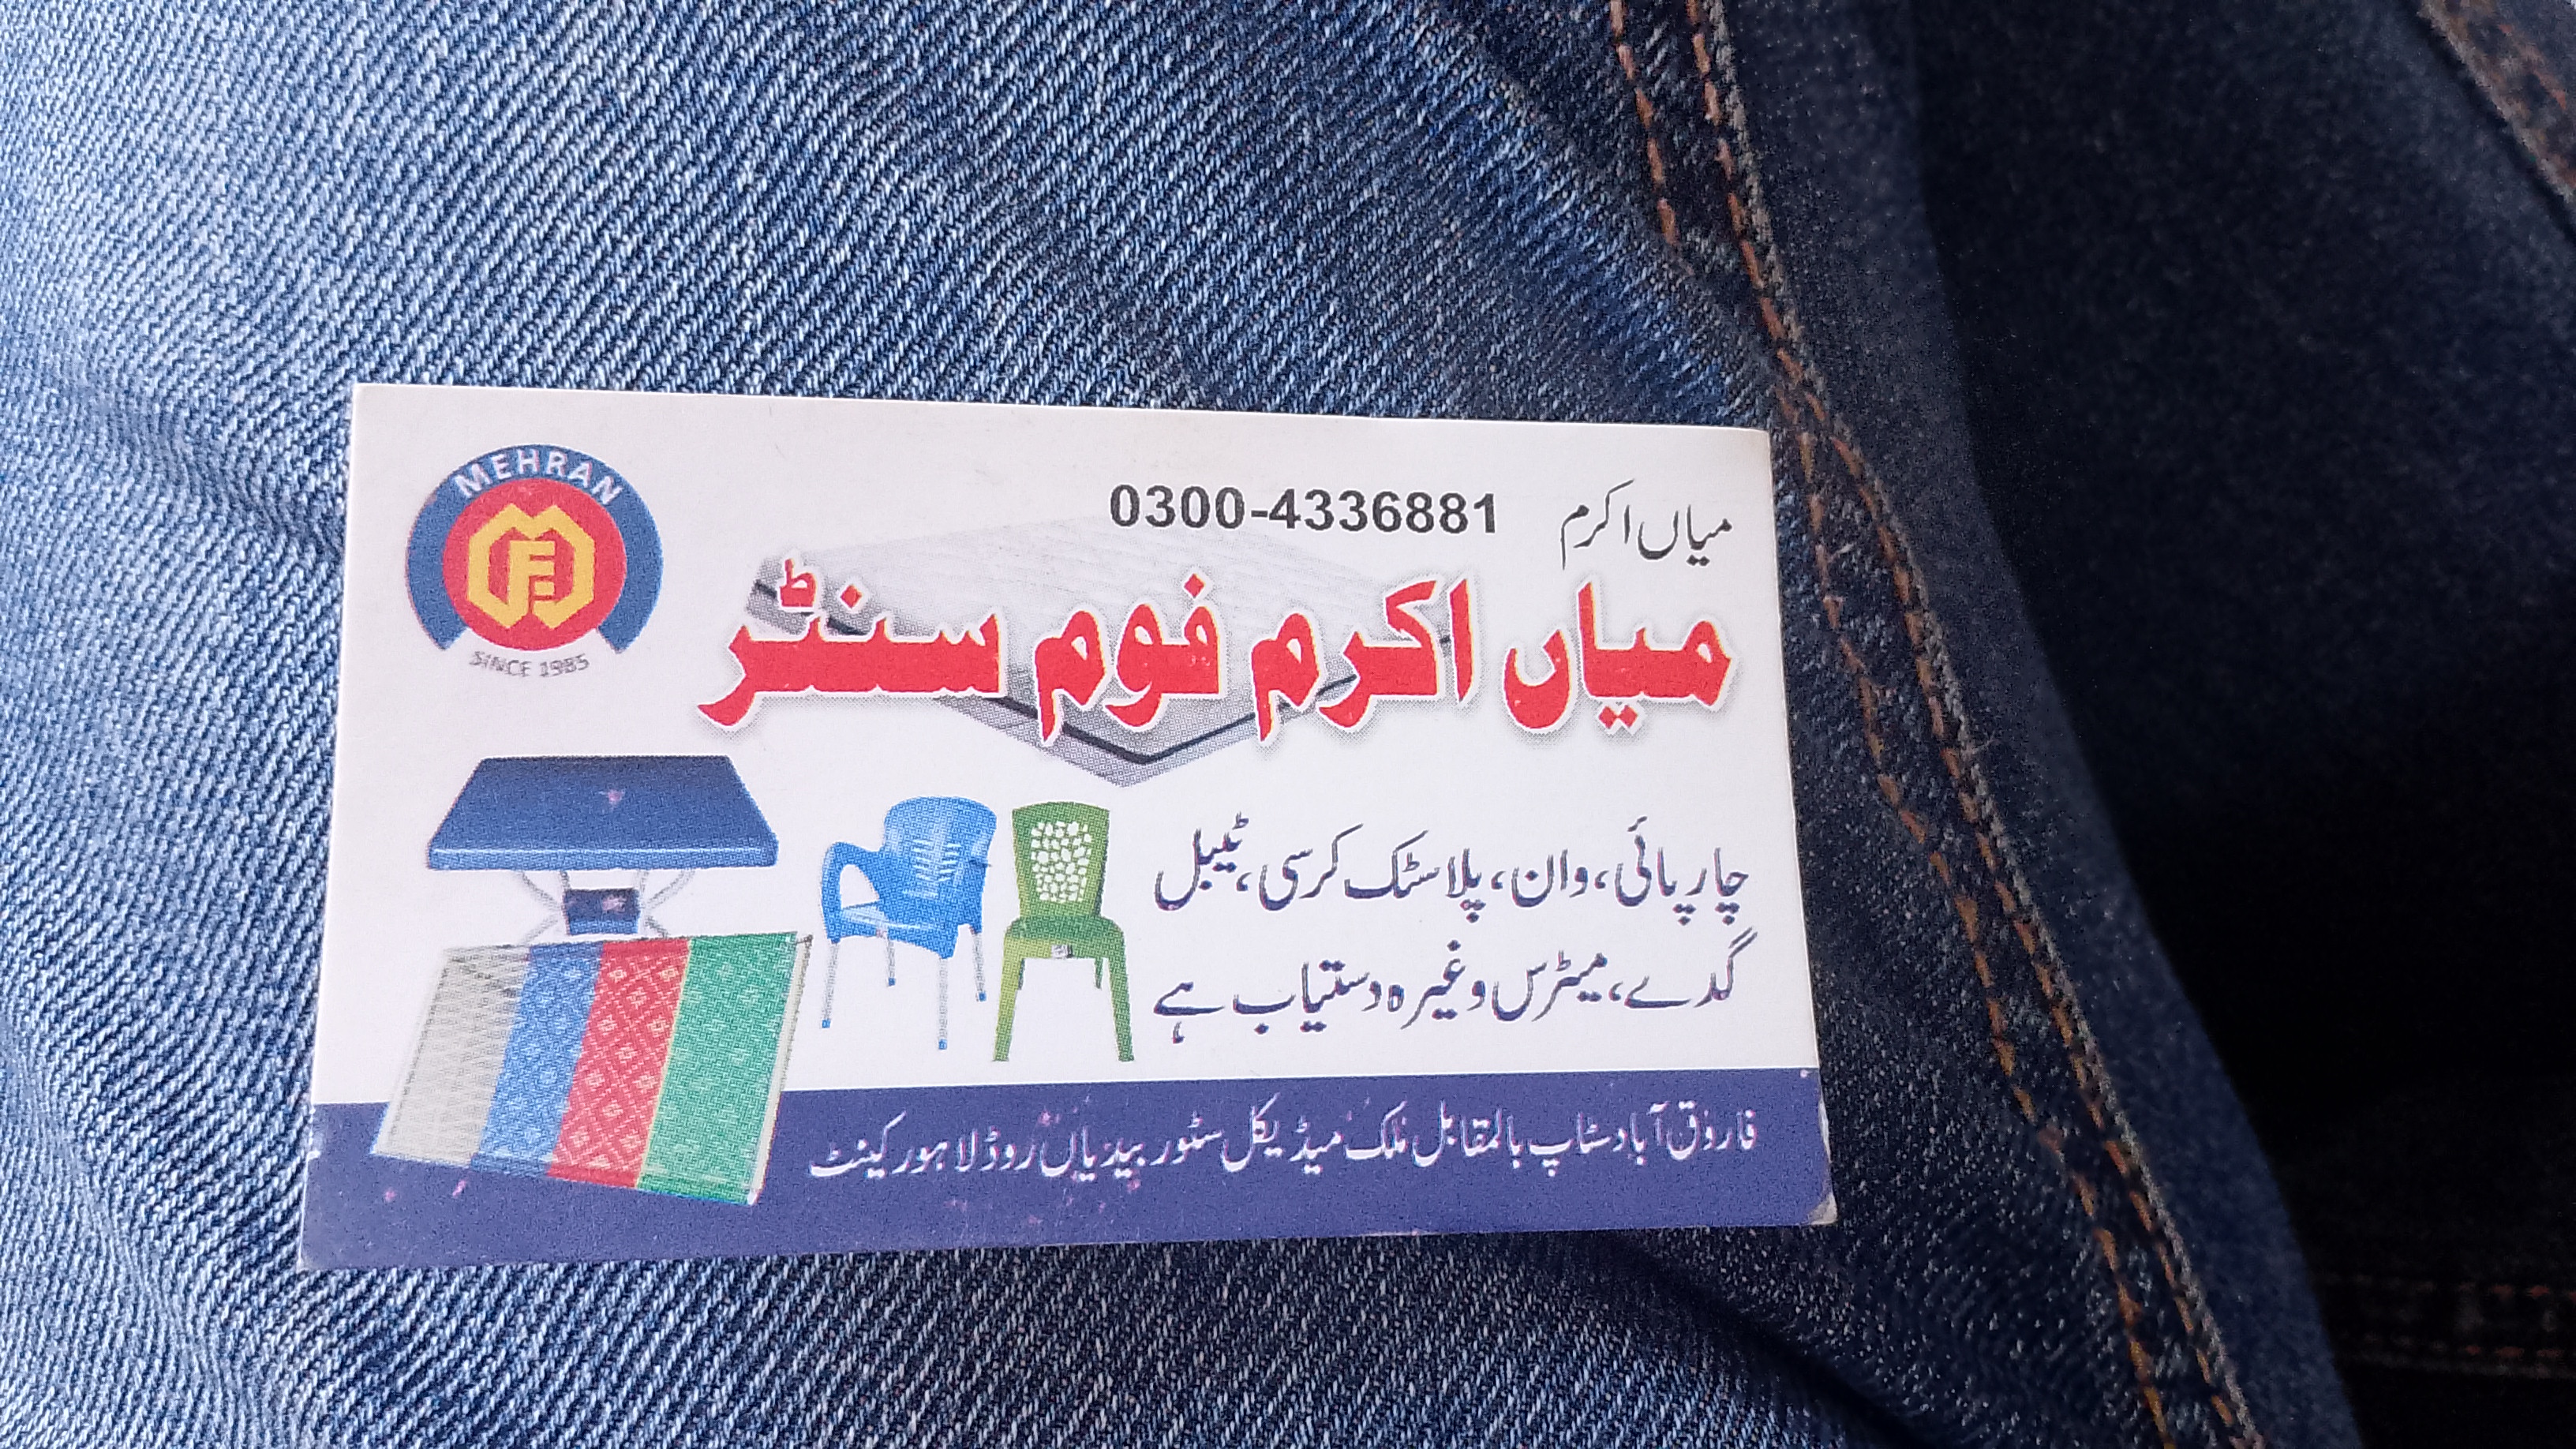 MEHRAN
SINCE 1985
میاں اکرم 0300-4336881
میاں اکرم فوم سنٹر
چارپائی، وان، پلاسٹک کرسی، ٹیبل
گدے، میٹرس وغیرہ دستیاب ہے
فاروق آباد سٹاپ بالمقابل ملک میڈیکل سٹور بیدیاں روڈ لاہور کینٹ